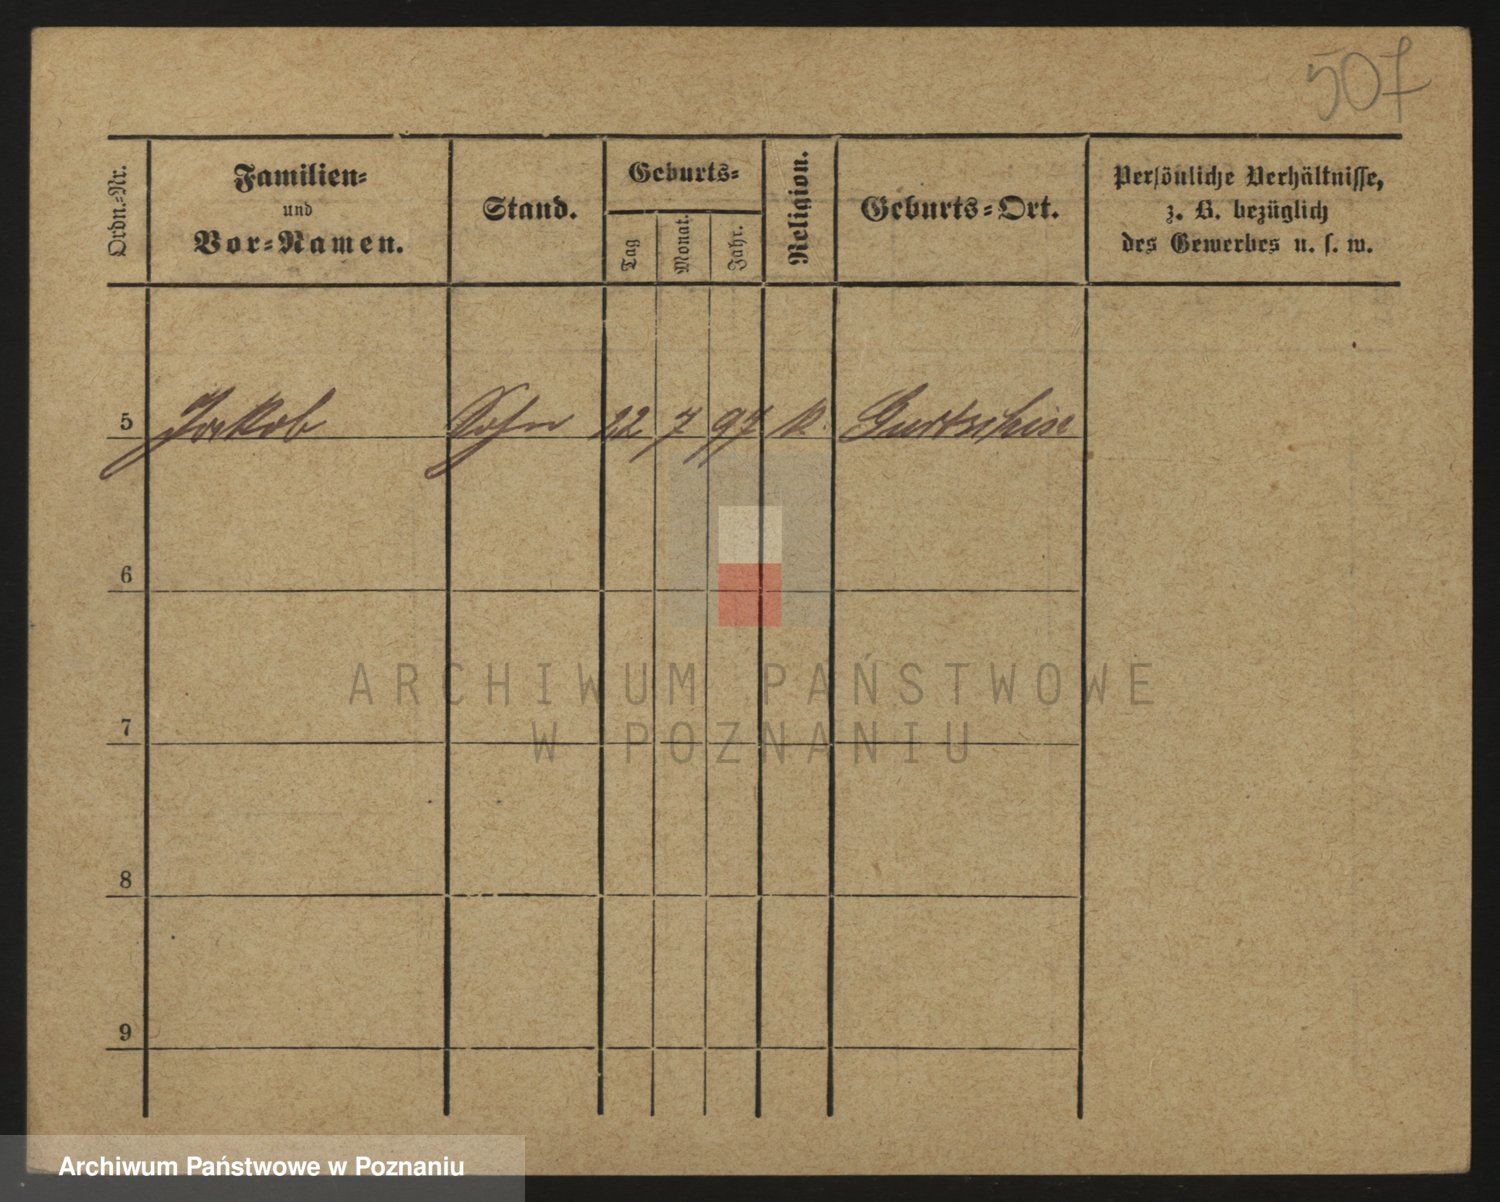 507
Ordn.-Nr.
Familien-
und
Vor-Namen.
Stand.
Geburts-
Tag
Monat.
Jahr.
Religion.
Geburts-Ort.
Persönliche Verhältnisse,
z. B. bezüglich
des Gewerbes u. s. w.
5 Jakob Sohn 22 7 97 k.
6
7
8
9
ARCHIWUM PAŃSTWOWE
W POZNANIU
Archiwum Państwowe w Poznaniu